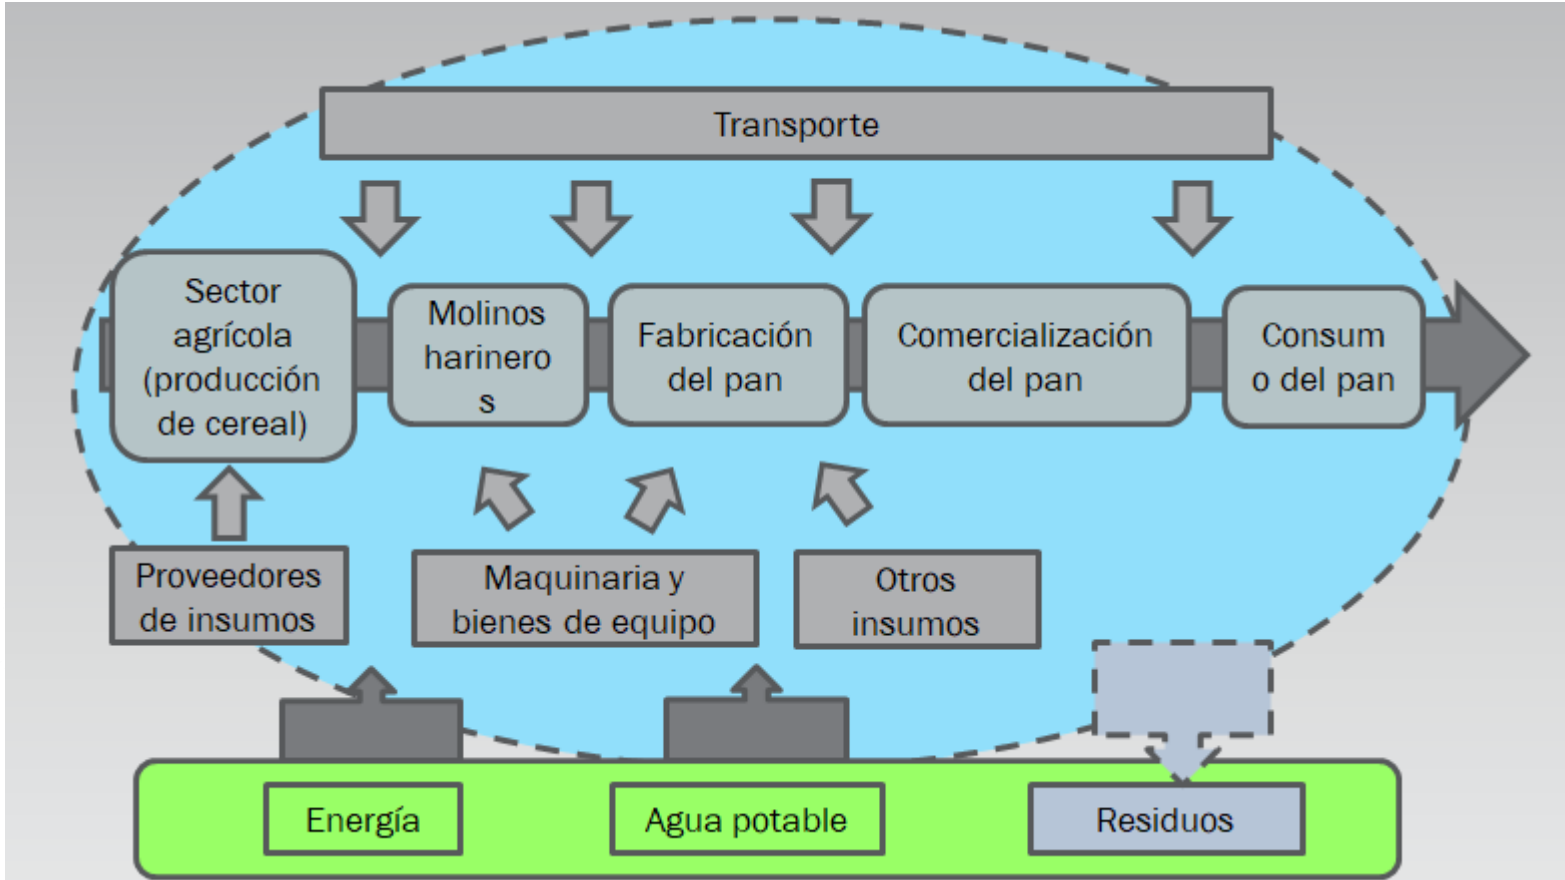 Transporte
Sector
agrícola
(producción
de cereal)
Molinos
harinero
s
Fabricación
del pan
Comercialización
del pan
Consum
o del pan
Proveedores
de insumos
Maquinaria y
bienes de equipo
Otros
insumos
Energía
Agua potable
Residuos